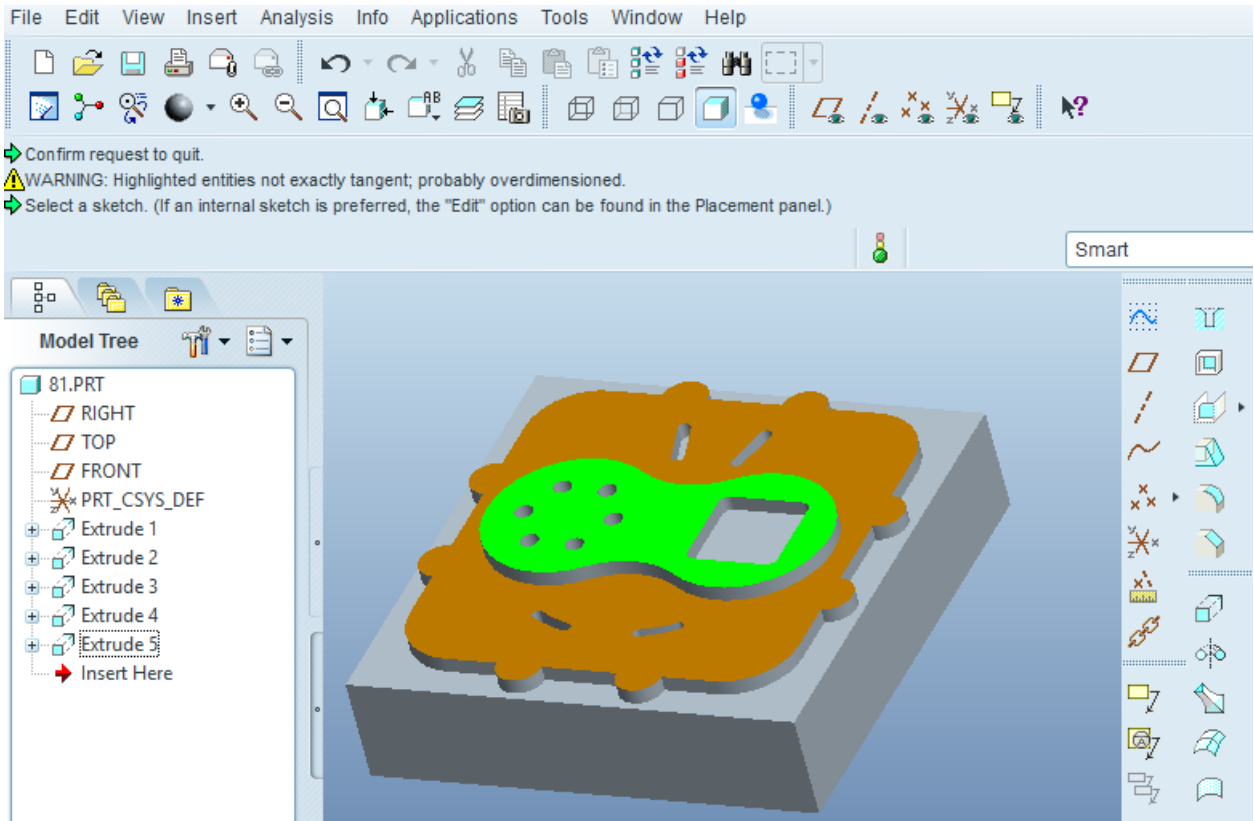 File Edit View Insert Analysis Info Applications Tools Window Help
Confirm request to quit.
WARNING: Highlighted entities not exactly tangent; probably overdimensioned.
Select a sketch. (If an internal sketch is preferred, the "Edit" option can be found in the Placement panel.)
Smart
Model Tree
81.PRT
RIGHT
TOP
FRONT
PRT_CSYS_DEF
Extrude 1
Extrude 2
Extrude 3
Extrude 4
Extrude 5
Insert Here